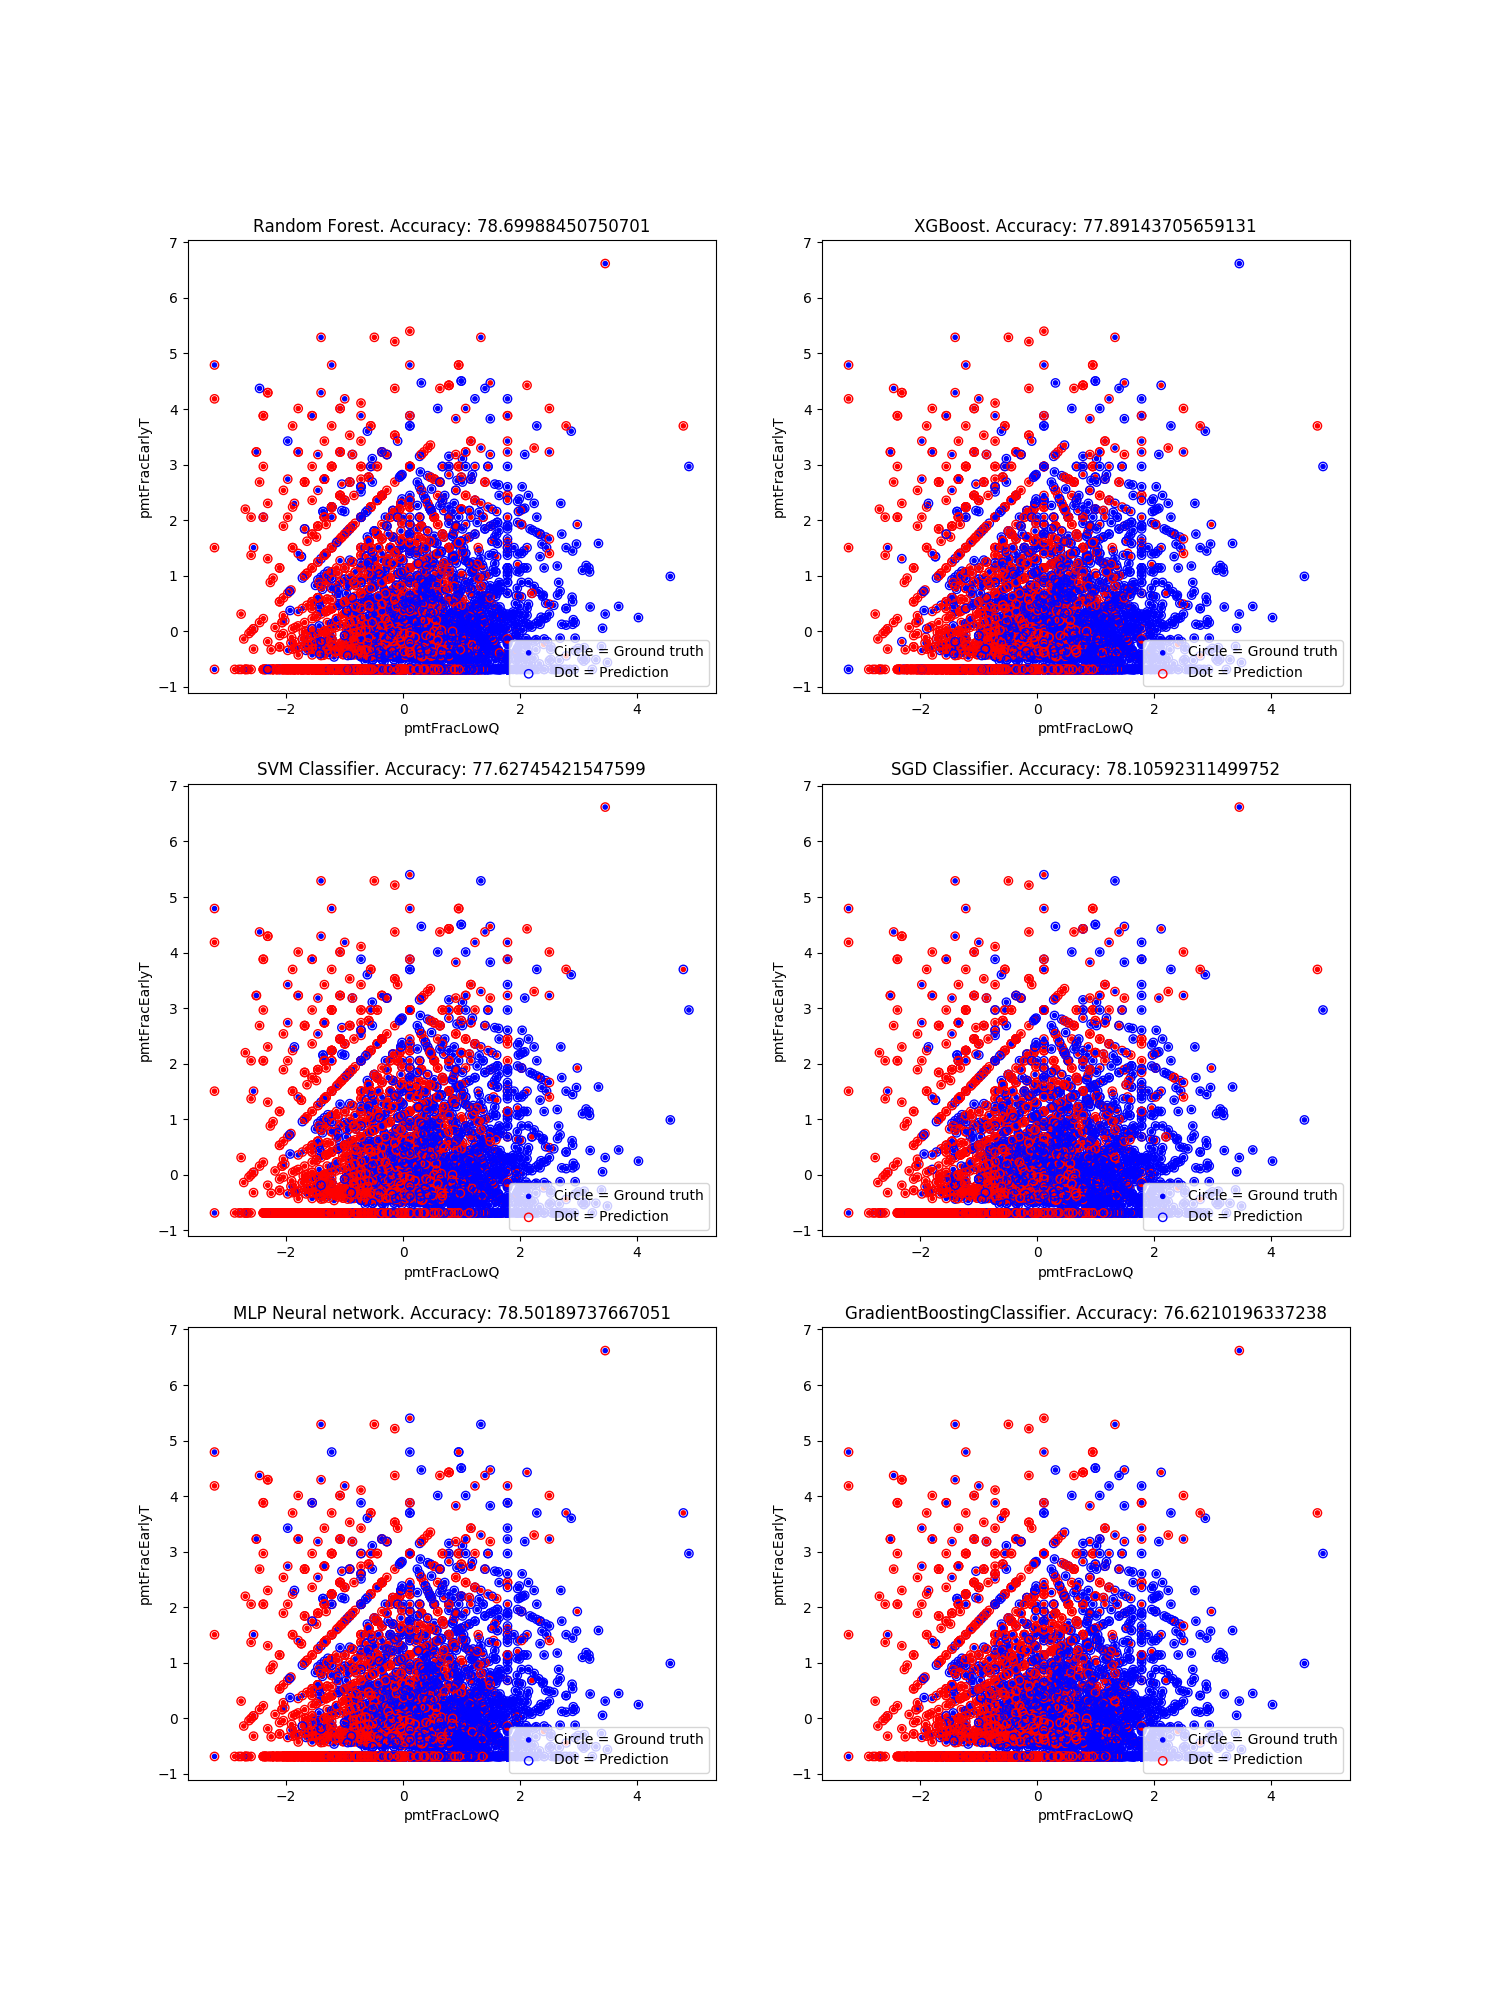 Random Forest. Accuracy: 78.69988450750701
7
6
5
4
3
2
1
0
−1
pmtFracEarlyT
Circle = Ground truth
Dot = Prediction
−2 0 2 4
pmtFracLowQ
XGBoost. Accuracy: 77.89143705659131
7
6
5
4
3
2
1
0
−1
pmtFracEarlyT
Circle = Ground truth
Dot = Prediction
−2 0 2 4
pmtFracLowQ
SVM Classifier. Accuracy: 77.62745421547599
7
6
5
4
3
2
1
0
−1
pmtFracEarlyT
Circle = Ground truth
Dot = Prediction
−2 0 2 4
pmtFracLowQ
SGD Classifier. Accuracy: 78.10592311499752
7
6
5
4
3
2
1
0
−1
pmtFracEarlyT
Circle = Ground truth
Dot = Prediction
−2 0 2 4
pmtFracLowQ
MLP Neural network. Accuracy: 78.50189737667051
7
6
5
4
3
2
1
0
−1
pmtFracEarlyT
Circle = Ground truth
Dot = Prediction
−2 0 2 4
pmtFracLowQ
GradientBoostingClassifier. Accuracy: 76.6210196337238
7
6
5
4
3
2
1
0
−1
pmtFracEarlyT
Circle = Ground truth
Dot = Prediction
−2 0 2 4
pmtFracLowQ